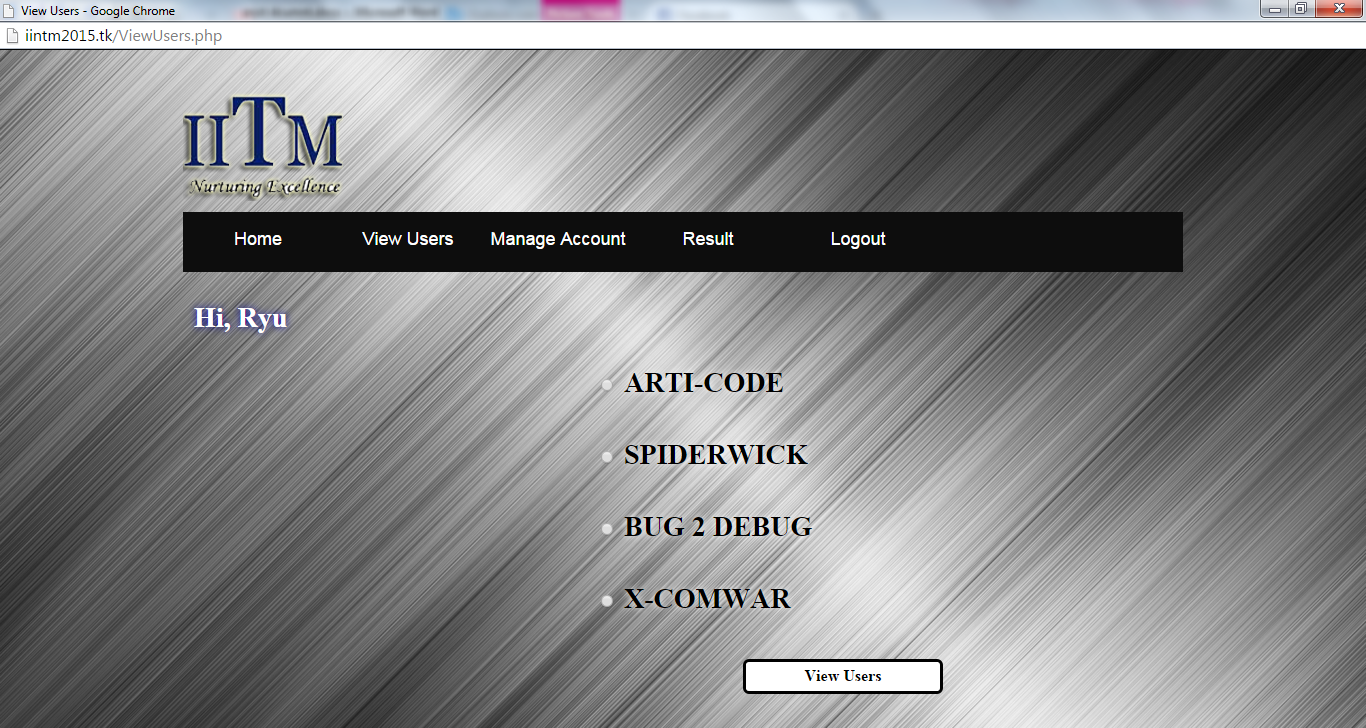 View Users - Google Chrome
iintm2015.tk/ViewUsers.php
IITM
Nurturing Excellence
Home View Users Manage Account Result Logout
Hi, Ryu
ARTI-CODE
SPIDERWICK
BUG 2 DEBUG
X-COMWAR
View Users